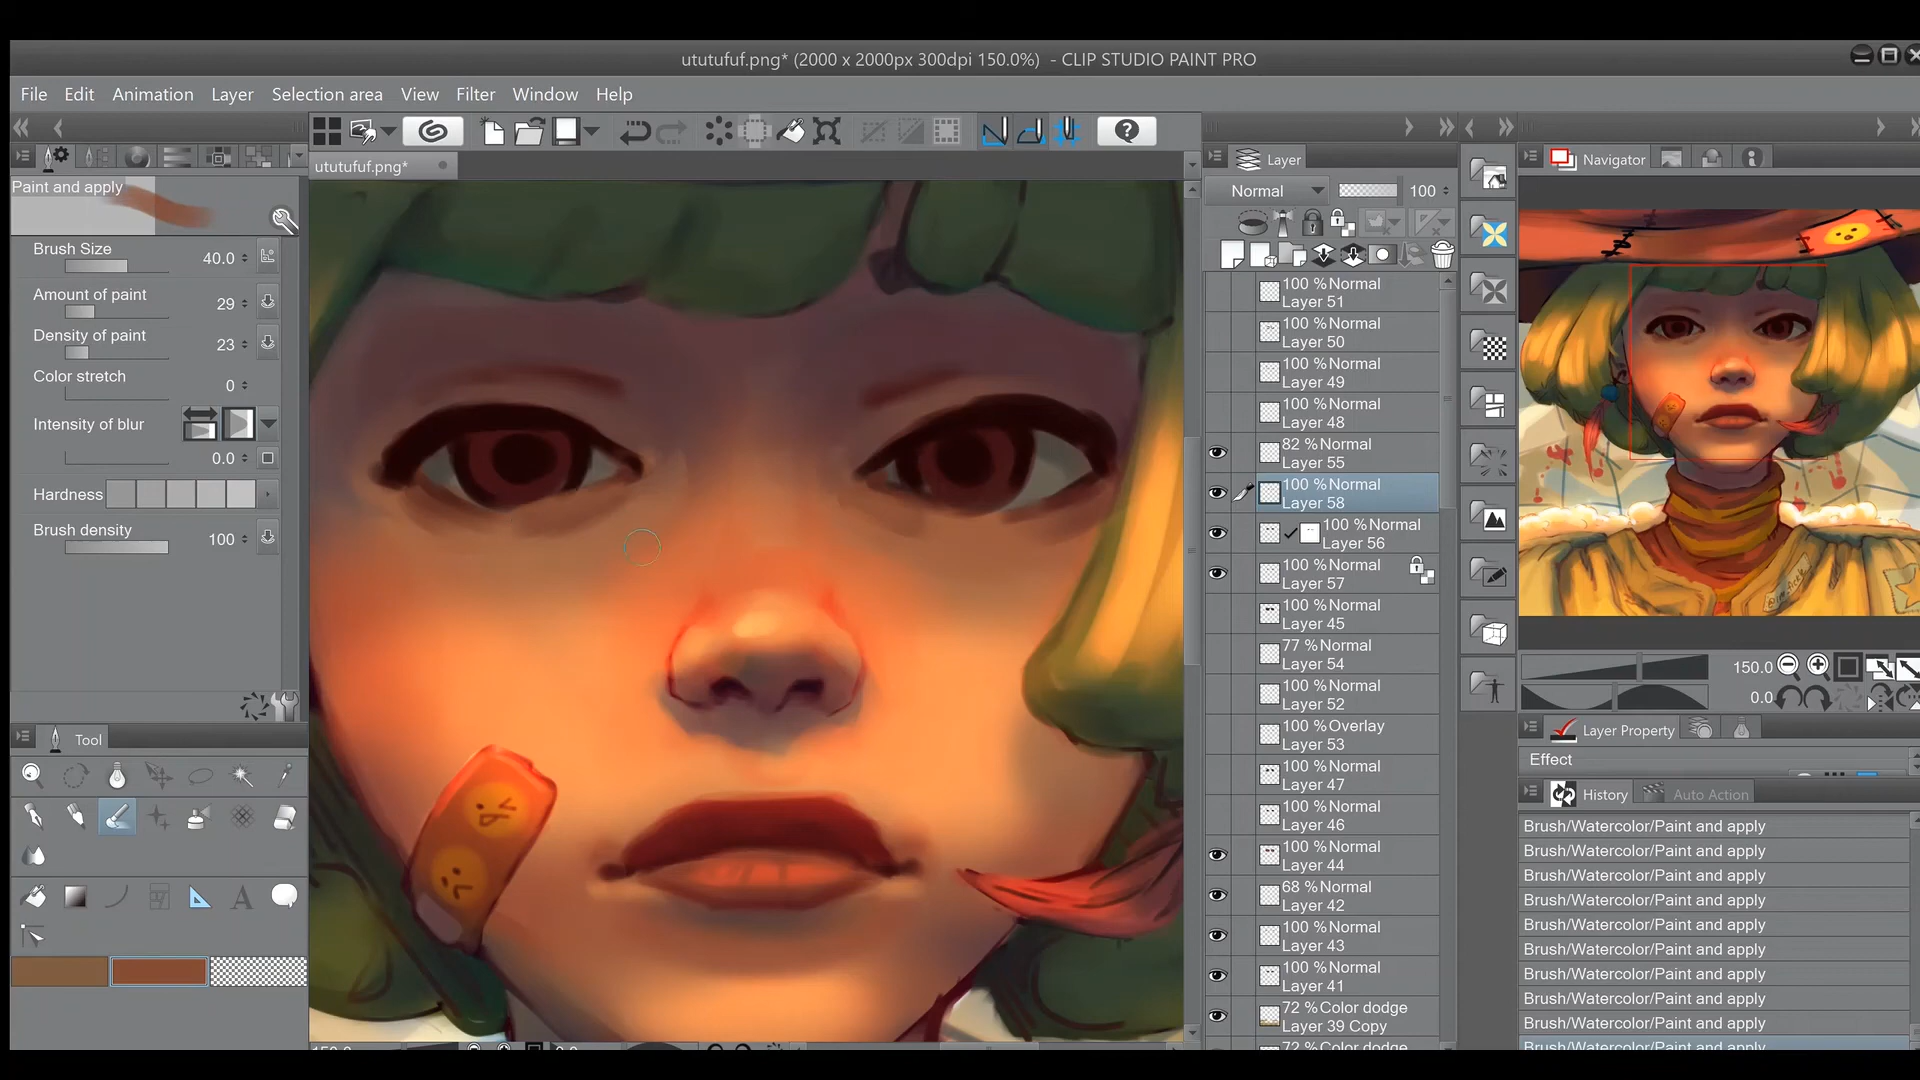 ututufuf.png* (2000 x 2000px 300dpi 150.0%) - CLIP STUDIO PAINT PRO
File Edit Animation Layer Selection area View Filter Window Help
ututufuf.png*
Paint and apply
Brush Size 40.0
Amount of paint 29
Density of paint 23
Color stretch 0
Intensity of blur
0.0
Hardness
Brush density 100
Tool
Layer
Normal 100
100 %Normal
Layer 51
100 %Normal
Layer 50
100 %Normal
Layer 49
100 %Normal
Layer 48
82 %Normal
Layer 55
100 %Normal
Layer 58
100 %Normal
Layer 56
100 %Normal
Layer 57
100 %Normal
Layer 45
77 %Normal
Layer 54
100 %Normal
Layer 52
100 %Overlay
Layer 53
100 %Normal
Layer 47
100 %Normal
Layer 46
100 %Normal
Layer 44
68 %Normal
Layer 42
100 %Normal
Layer 43
100 %Normal
Layer 41
72 %Color dodge
Layer 39 Copy
72 %Color dodge
Navigator
150.0
0.0
Layer Property
Effect
History Auto Action
Brush/Watercolor/Paint and apply
Brush/Watercolor/Paint and apply
Brush/Watercolor/Paint and apply
Brush/Watercolor/Paint and apply
Brush/Watercolor/Paint and apply
Brush/Watercolor/Paint and apply
Brush/Watercolor/Paint and apply
Brush/Watercolor/Paint and apply
Brush/Watercolor/Paint and apply
Brush/Watercolor/Paint and apply